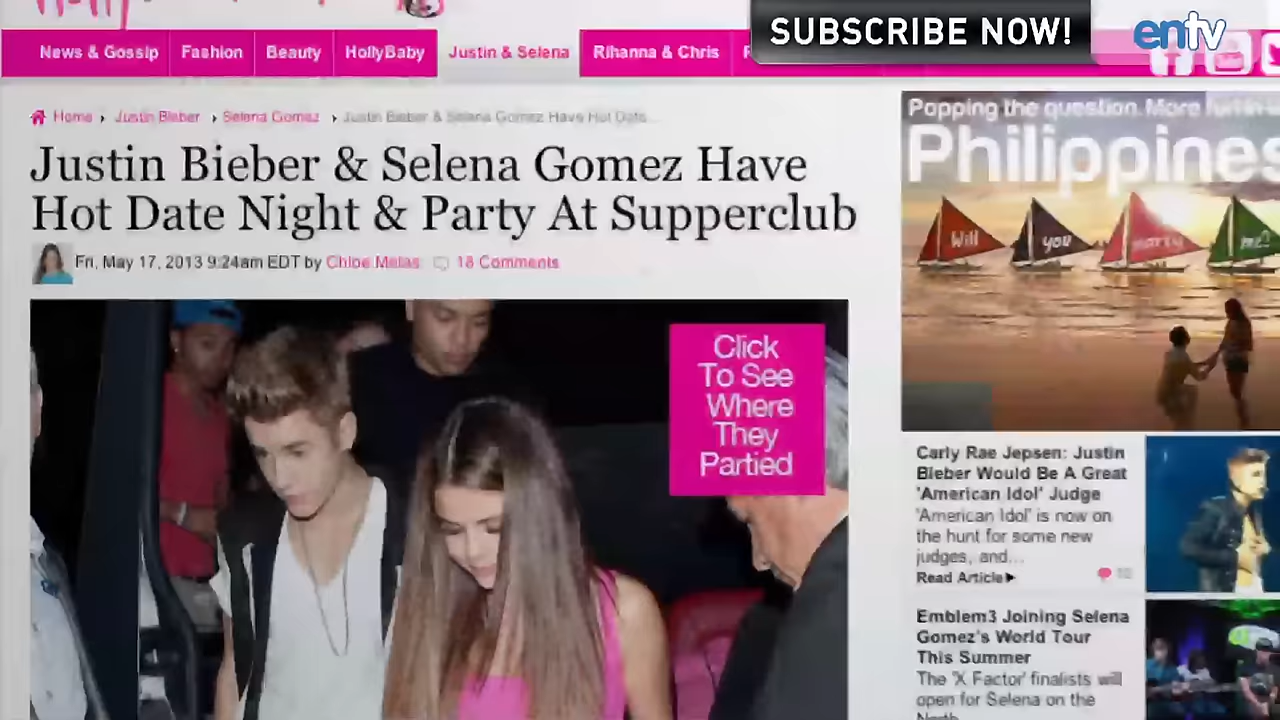 SUBSCRIBE NOW!
entv
News & Gossip
Fashion
Beauty
HollyBaby
Justin & Selena
Rihanna & Chris
Home
Justin Bieber
Selena Gomez
Justin Bieber & Selena Gomez Have Hot Date...
Justin Bieber & Selena Gomez Have
Hot Date Night & Party At Supperclub
Fri, May 17, 2013 9:24am EDT by Chloe Melas
18 Comments
Click
To See
Where
They
Partied
Popping the question. More fun in
Philippines
Will
you
marry
me?
Carly Rae Jepsen: Justin
Bieber Would Be A Great
'American Idol' Judge
'American Idol' is now on
the hunt for some new
judges, and...
Read Article
Emblem3 Joining Selena
Gomez's World Tour
This Summer
The 'X Factor' finalists will
open for Selena on the
North